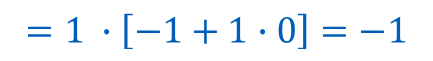 = 1 · [−1 + 1 · 0] = −1